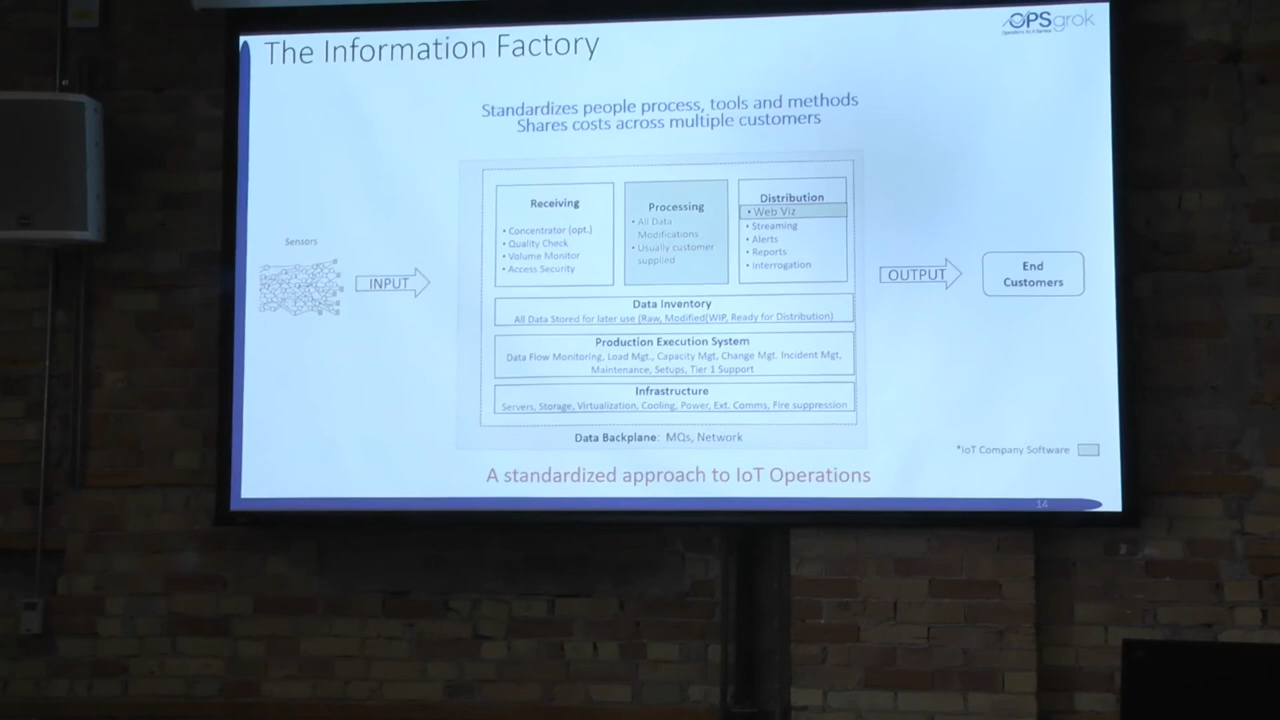 The Information Factory
OPSgrok
Operations As A Service
Standardizes people process, tools and methods
Shares costs across multiple customers
Sensors
INPUT
Receiving
• Concentrator (opt.)
• Quality Check
• Volume Monitor
• Access Security
Processing
• All Data
Modifications
• Usually customer
supplied
Distribution
• Web Viz
• Streaming
• Alerts
• Reports
• Interrogation
OUTPUT
End
Customers
Data Inventory
All Data Stored for later use (Raw, Modified(WIP, Ready for Distribution)
Production Execution System
Data Flow Monitoring, Load Mgt., Capacity Mgt, Change Mgt. Incident Mgt,
Maintenance, Setups, Tier 1 Support
Infrastructure
Servers, Storage, Virtualization, Cooling, Power, Ext. Comms, Fire suppression
Data Backplane: MQs, Network
*IoT Company Software
A standardized approach to IoT Operations
14